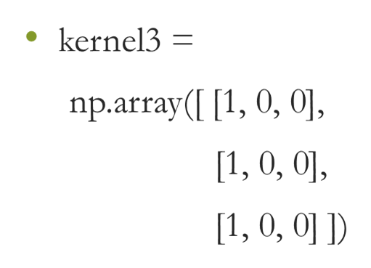 • kernel3 =
np.array([ [1, 0, 0],
[1, 0, 0],
[1, 0, 0] ])